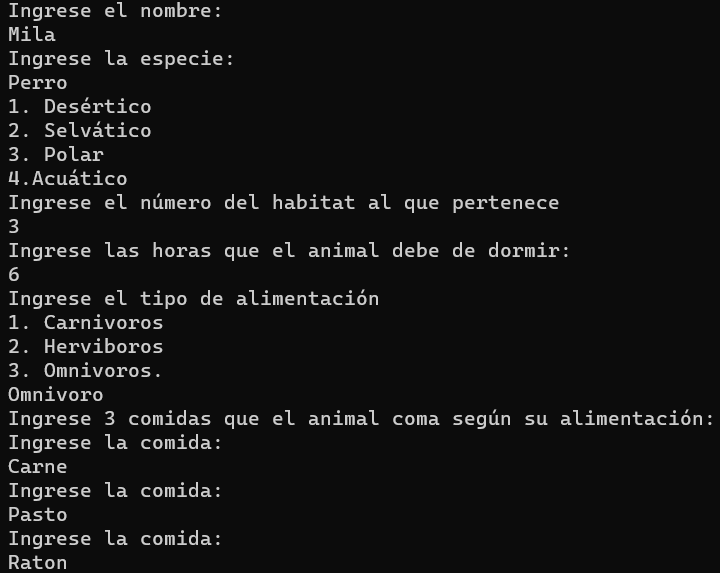 Ingrese el nombre:
Mila
Ingrese la especie:
Perro
1. Desértico
2. Selvático
3. Polar
4.Acuático
Ingrese el número del habitat al que pertenece
3
Ingrese las horas que el animal debe de dormir:
6
Ingrese el tipo de alimentación
1. Carnivoros
2. Herviboros
3. Omnivoros.
Omnivoro
Ingrese 3 comidas que el animal coma según su alimentación:
Ingrese la comida:
Carne
Ingrese la comida:
Pasto
Ingrese la comida:
Raton